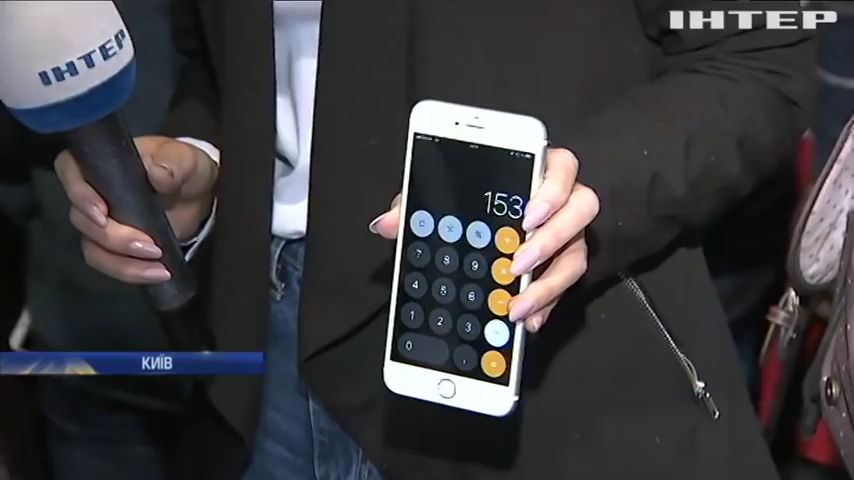 ІНТЕР
ІНТЕР
153
C
%
7 8 9
4 5 6
1 2 3
0 ,
КИЇВ